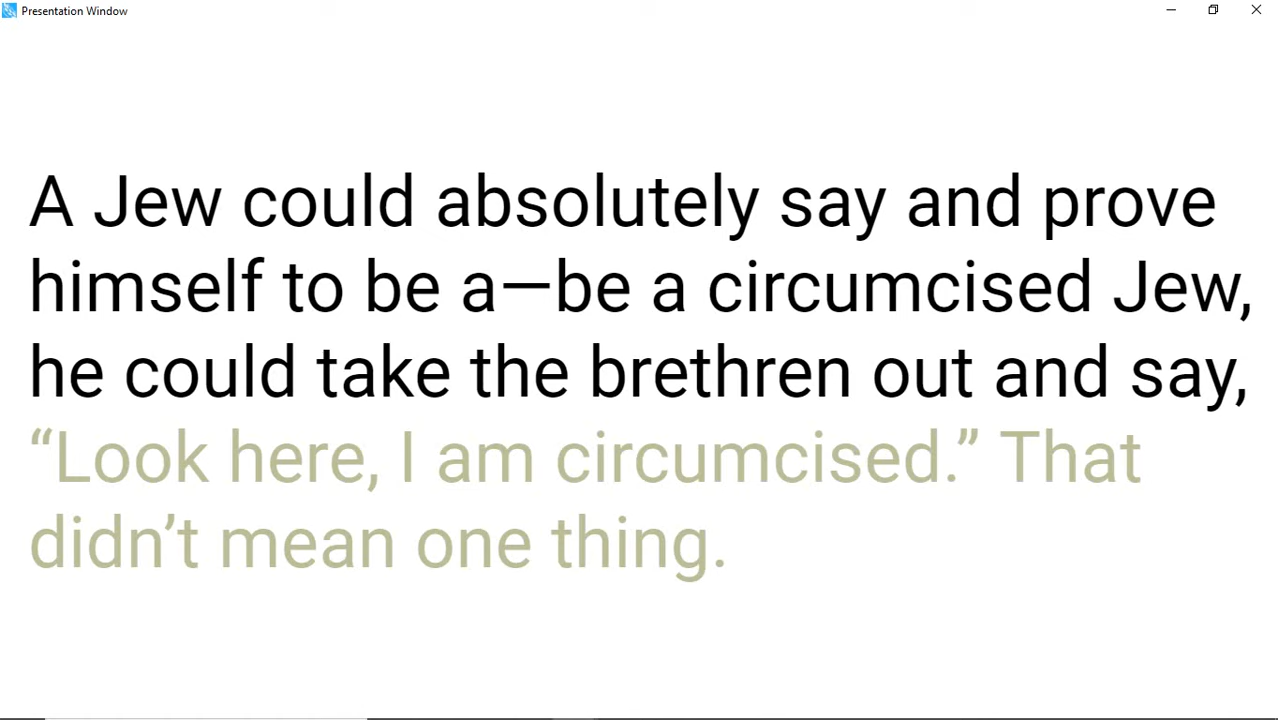 Presentation Window
A Jew could absolutely say and prove
himself to be a—be a circumcised Jew,
he could take the brethren out and say,
“Look here, I am circumcised.” That
didn’t mean one thing.